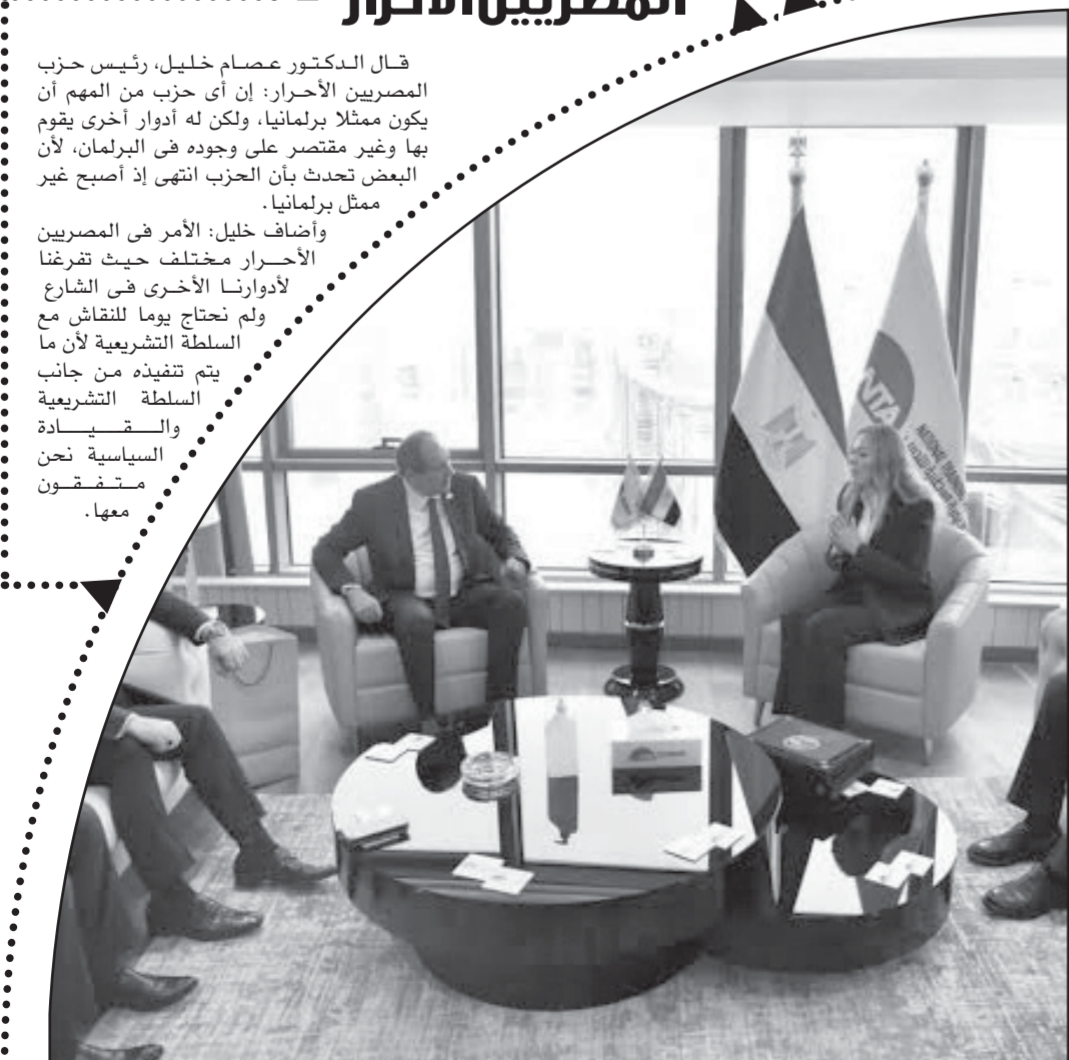 المصريين الأحرار
قال الدكتور عصام خليل، رئيس حزب
المصريين الأحرار: إن أى حزب من المهم أن
يكون ممثلا برلمانيا، ولكن له أدوار أخرى يقوم
بها وغير مقتصر على وجوده فى البرلمان، لأن
البعض تحدث بأن الحزب انتهى إذ أصبح غير
ممثل برلمانيا.
وأضاف خليل: الأمر فى المصريين
الأحرار مختلف حيث تفرغنا
لأدوارنا الأخرى فى الشارع
ولم نحتاج يوما للنقاش مع
السلطة التشريعية لأن ما
يتم تنفيذه من جانب
السلطة التشريعية
والقيادة
السياسية نحن
متفقون
معها.
NTA